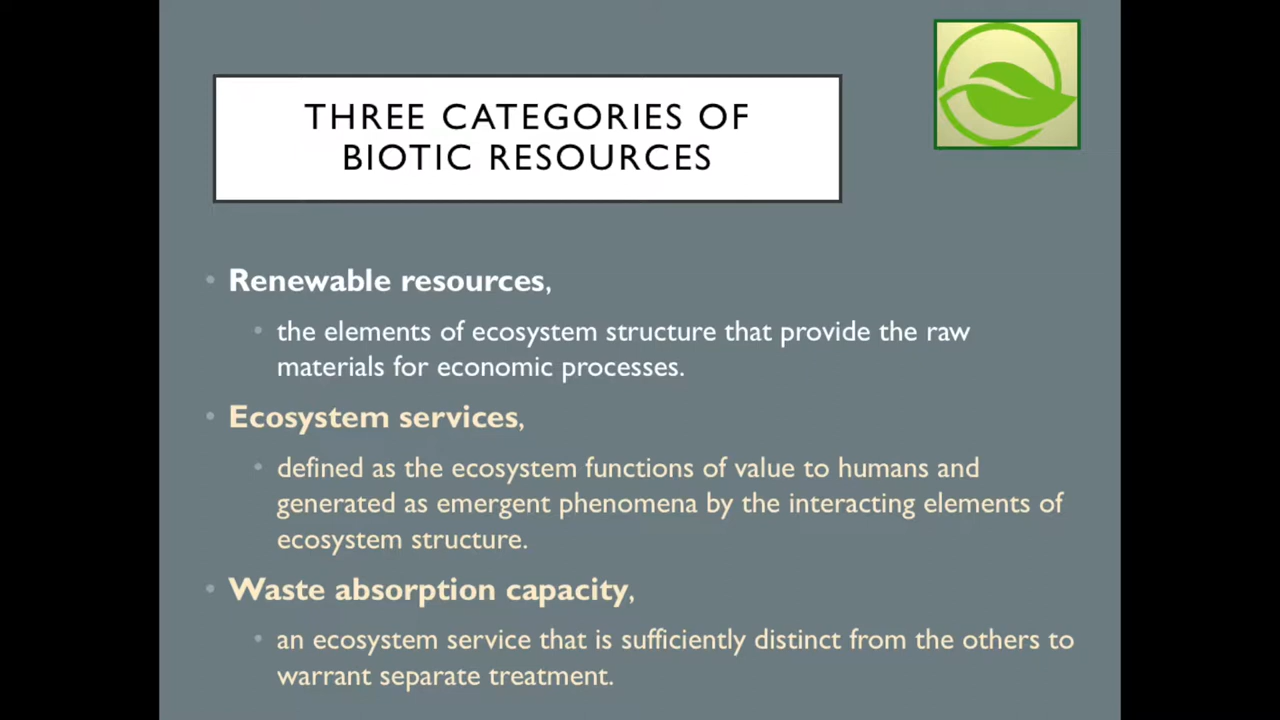 THREE CATEGORIES OF
BIOTIC RESOURCES
• Renewable resources,
• the elements of ecosystem structure that provide the raw
materials for economic processes.
• Ecosystem services,
• defined as the ecosystem functions of value to humans and
generated as emergent phenomena by the interacting elements of
ecosystem structure.
• Waste absorption capacity,
• an ecosystem service that is sufficiently distinct from the others to
warrant separate treatment.